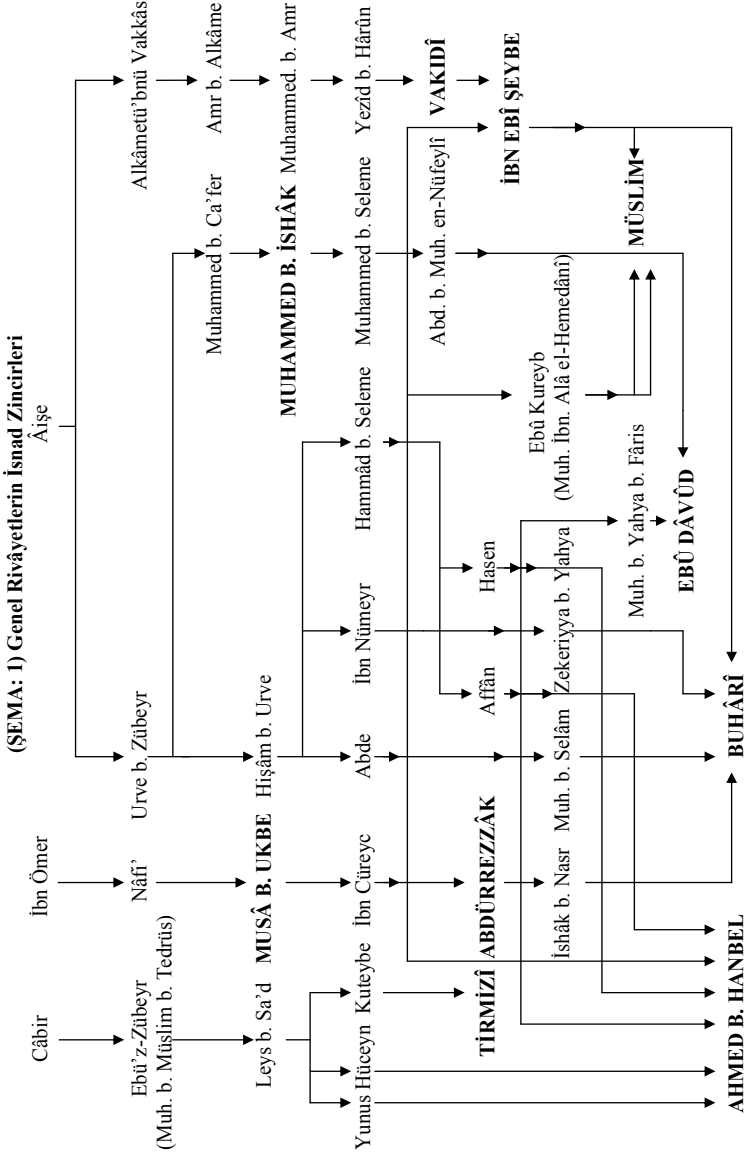 (ŞEMA: 1) Genel Rivâyetlerin İsnad Zincirleri
Câbir
İbn Ömer
Âişe
Ebü’z-Zübeyr
(Muh. b. Müslim b. Tedrüs)
Nâfi’
Urve b. Zübeyr
Alkâmetü’bnü Vakkâs
Muhammed b. Ca’fer
Amr b. Alkâme
Leys b. Sa’d
MUSÂ B. UKBE
Hişâm b. Urve
MUHAMMED B. İSHÂK
Muhammed. b. Amr
Yunus
Hüceyn
Kuteybe
İbn Cüreyc
Abde
İbn Nümeyr
Hammâd b. Seleme
Muhammed b. Seleme
Yezîd b. Hârûn
Abd. b. Muh. en-Nüfeylî
VAKIDÎ
TİRMİZÎ
ABDÜRREZZÂK
Affân
Hasen
İBN EBÎ ŞEYBE
Ebû Kureyb
(Muh. İbn. Alâ el-Hemedâni)
İshâk b. Nasr
Muh. b. Selâm
Zekeriyya b. Yahya
Muh. b. Yahya b. Fâris
MÜSLİM
EBÛ DÂVÛD
AHMED B. HANBEL
BUHÂRÎ